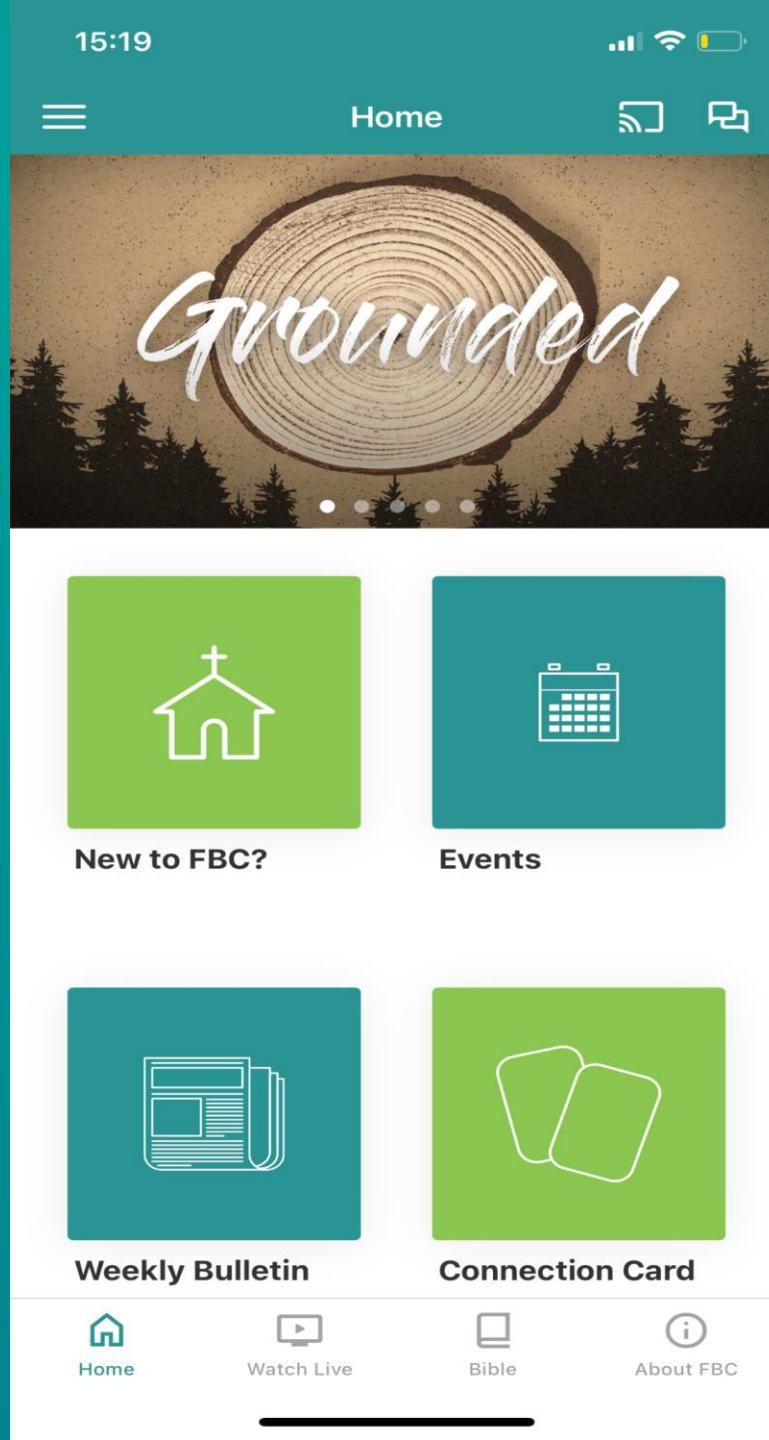 15:19
Home
Grounded
New to FBC?
Events
Weekly Bulletin
Connection Card
Home
Watch Live
Bible
About FBC